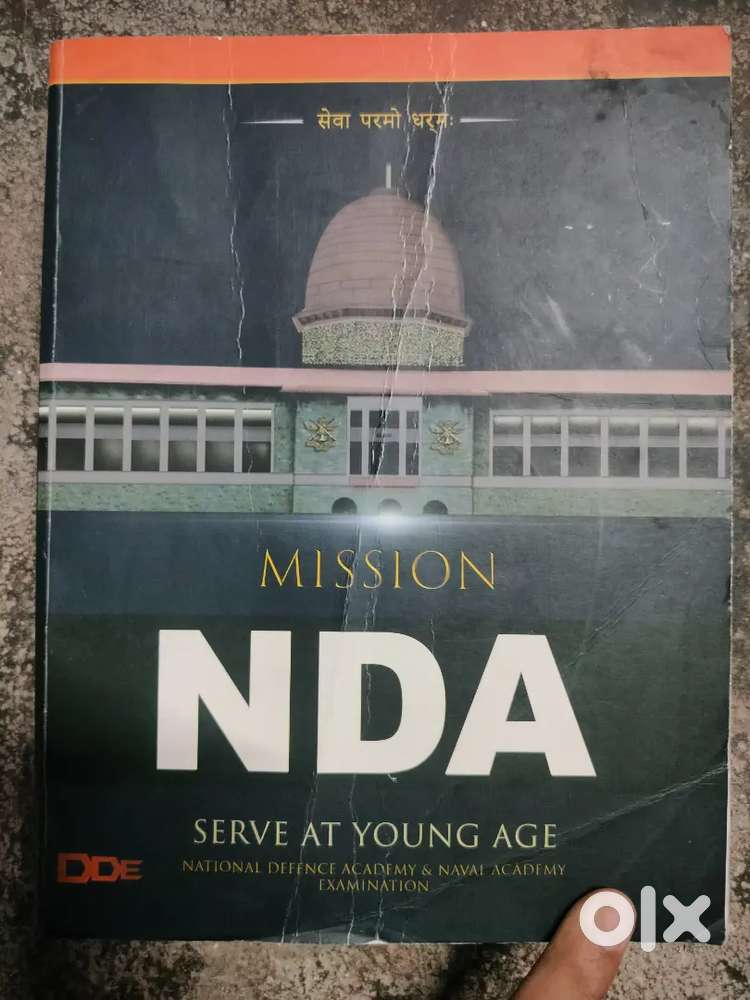 सेवा परमो धर्मः
MISSION
NDA
SERVE AT YOUNG AGE
DDE
NATIONAL DEFENCE ACADEMY & NAVAL ACADEMY
EXAMINATION
olx